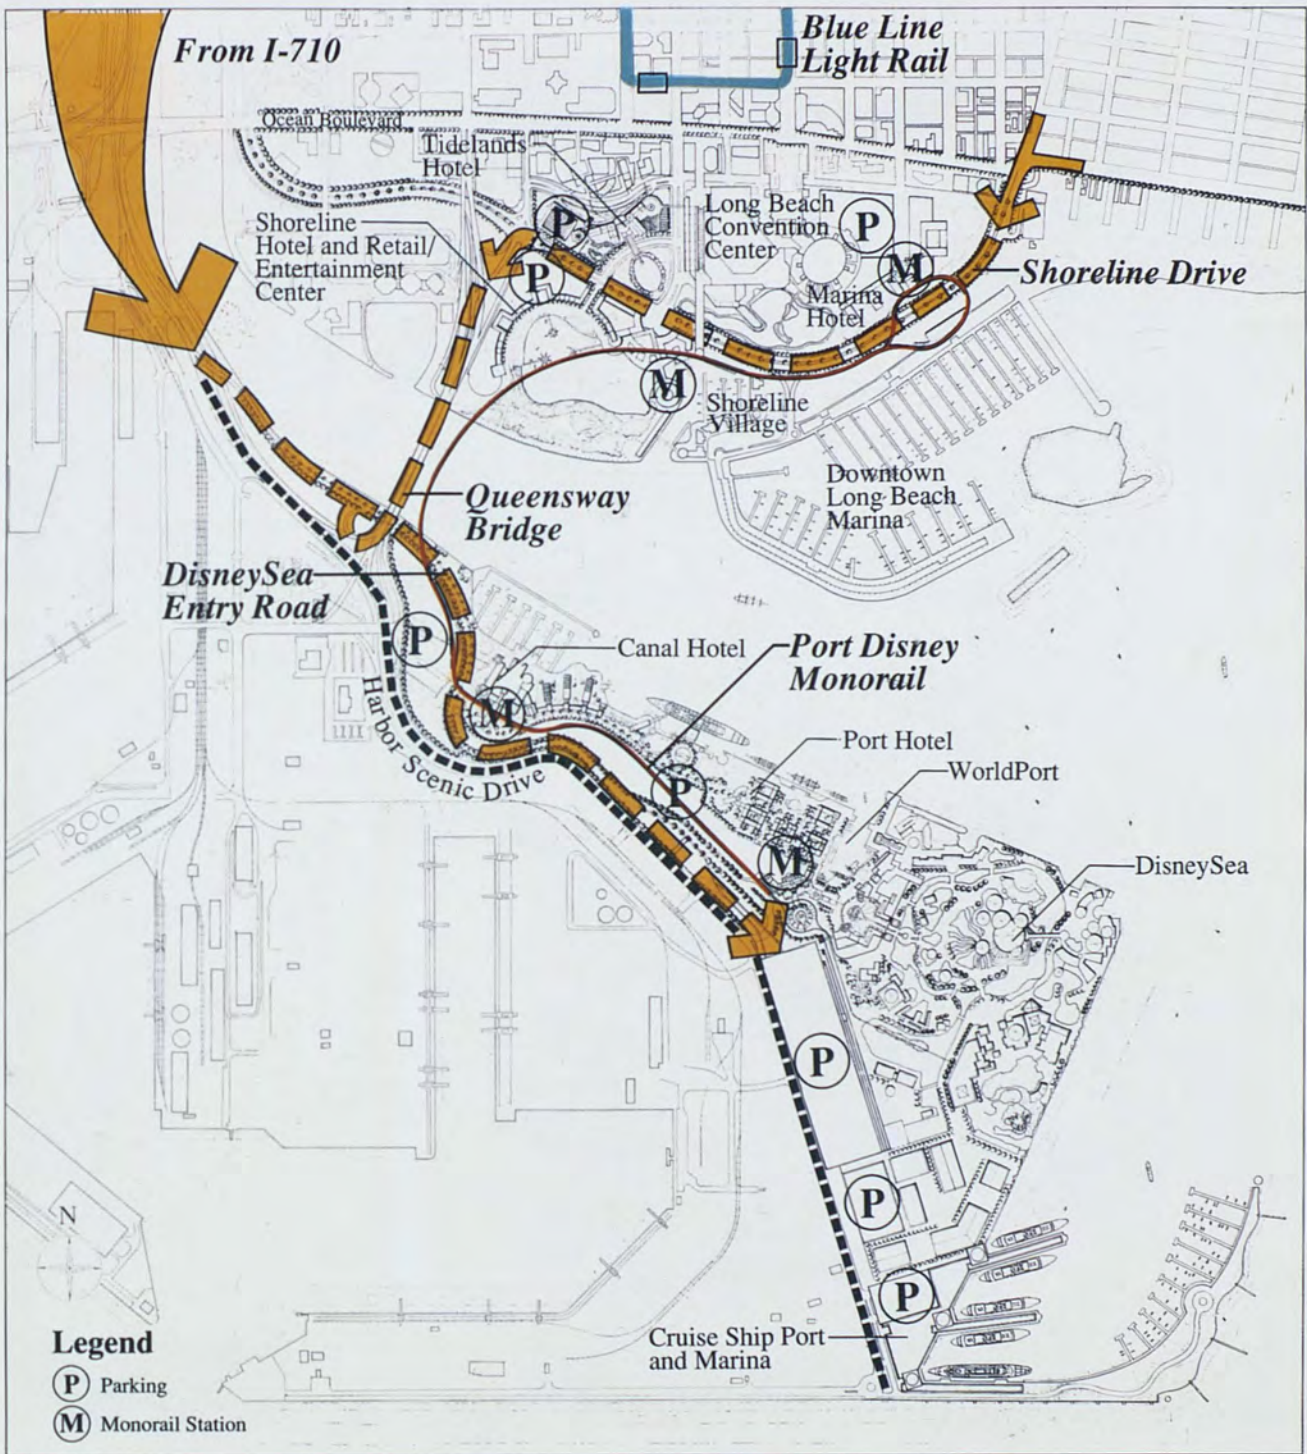 From I-710
Blue Line
Light Rail
Ocean Boulevard
Tidelands
Hotel
Shoreline
Hotel and Retail/
Entertainment
Center
P
P
Long Beach
Convention
Center
P
M
Marina
Hotel
Shoreline Drive
M
Shoreline
Village
Downtown
Long Beach
Marina
Queensway
Bridge
DisneySea
Entry Road
P
Canal Hotel
M
Port Disney
Monorail
Harbor Scenic Drive
P
Port Hotel
WorldPort
M
DisneySea
P
P
P
Cruise Ship Port
and Marina
N
Legend
P Parking
M Monorail Station